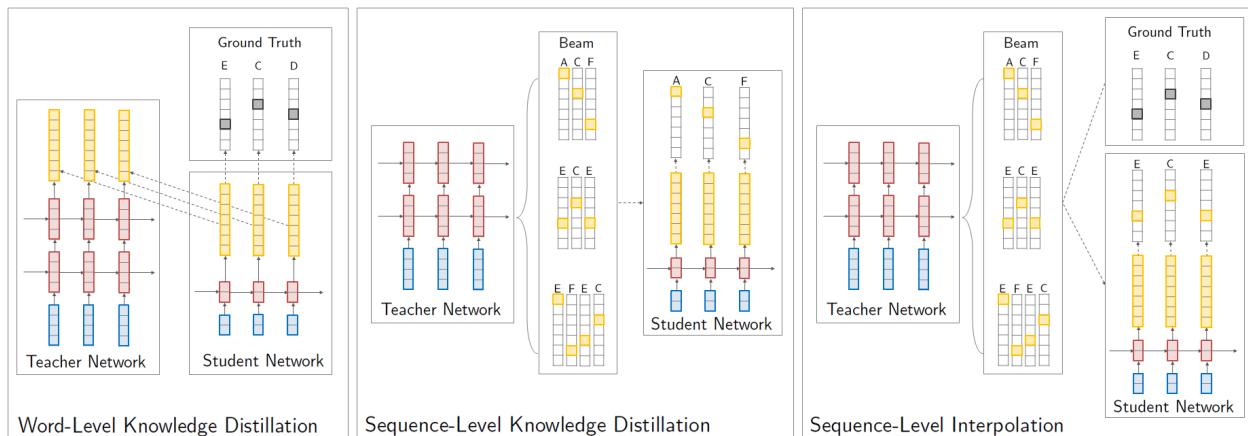 Ground Truth
E C D
Teacher Network
Student Network
Word-Level Knowledge Distillation
Beam
A C F
E C E
E F E C
Teacher Network
A C F
Student Network
Sequence-Level Knowledge Distillation
Beam
A C F
E C E
E F E C
Teacher Network
Ground Truth
E C D
E C E
Student Network
Sequence-Level Interpolation